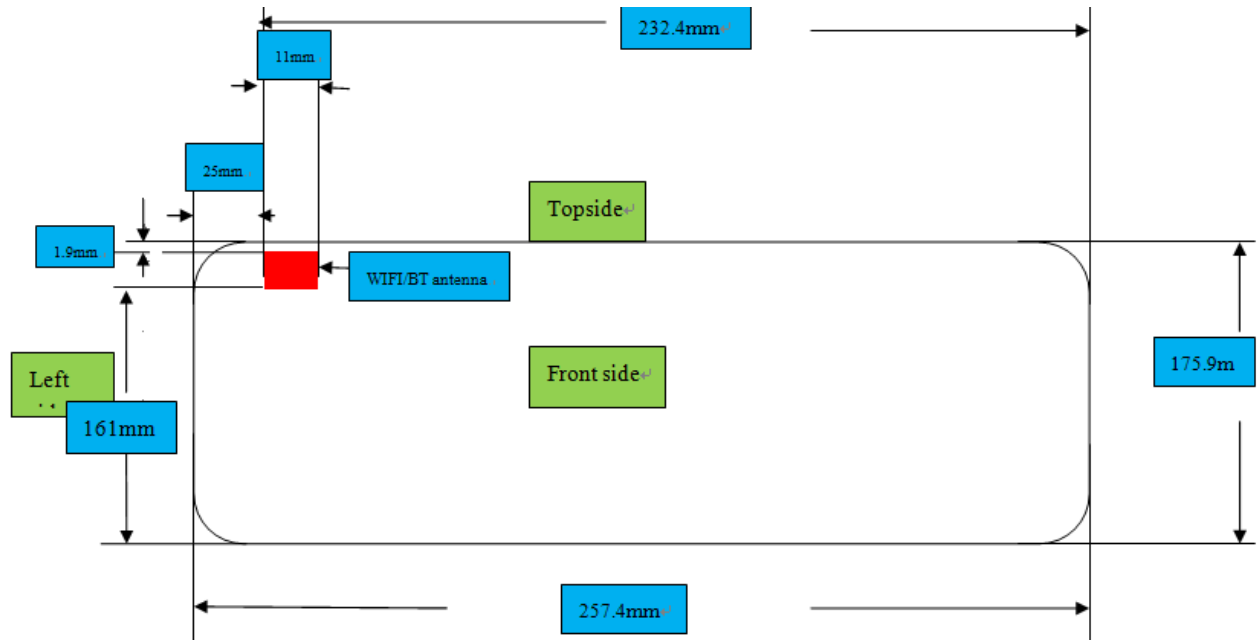 232.4mm
11mm
25mm
Topside
1.9mm
WIFI/BT antenna
Left
Front side
175.9m
161mm
257.4mm